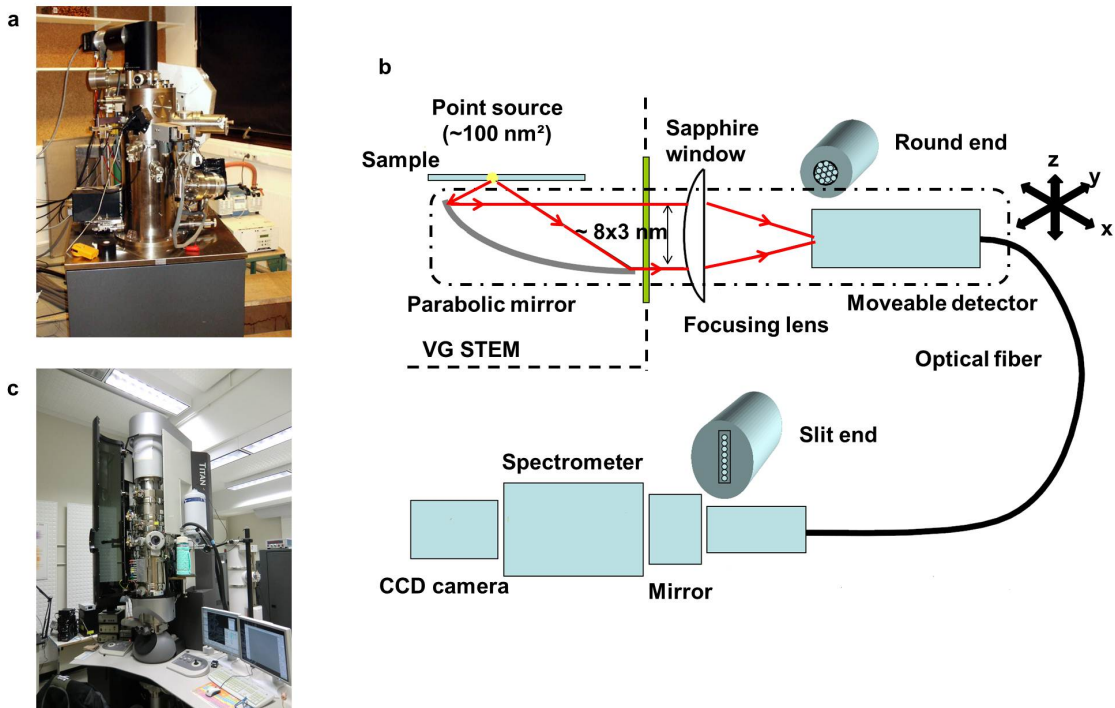 a
b
Point source
(~100 nm²)
Sample
Sapphire
window
Round end
z
y
x
~ 8x3 nm
Parabolic mirror
Focusing lens
Moveable detector
VG STEM
Optical fiber
c
TITAN
Slit end
Spectrometer
CCD camera
Mirror